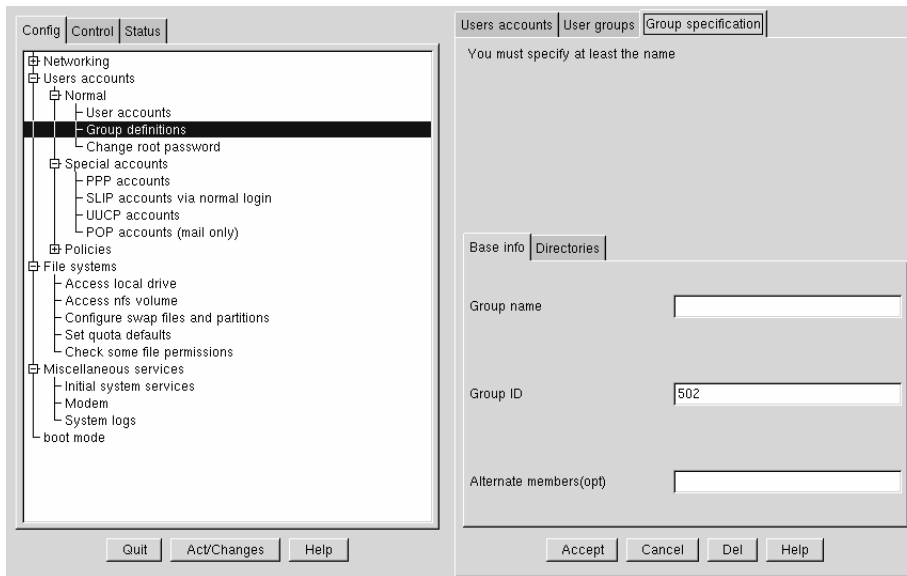 Config Control Status
Networking
Users accounts
Normal
User accounts
Group definitions
Change root password
Special accounts
PPP accounts
SLIP accounts via normal login
UUCP accounts
POP accounts (mail only)
Policies
File systems
Access local drive
Access nfs volume
Configure swap files and partitions
Set quota defaults
Check some file permissions
Miscellaneous services
Initial system services
Modem
System logs
boot mode
Quit Act/Changes Help
Users accounts User groups Group specification
You must specify at least the name
Base info Directories
Group name
Group ID 502
Alternate members(opt)
Accept Cancel Del Help